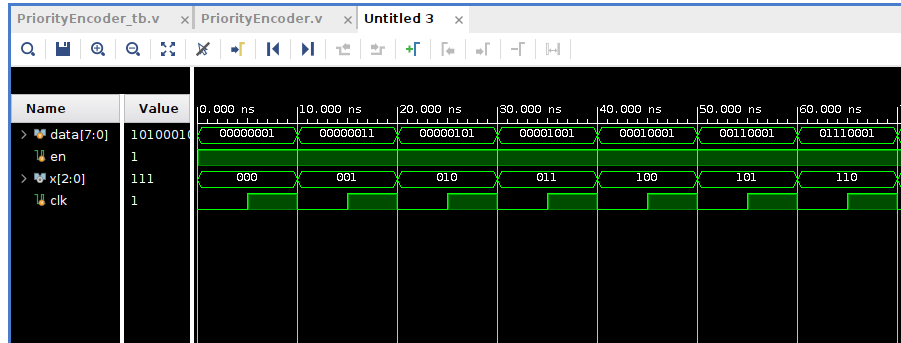 PriorityEncoder_tb.v × PriorityEncoder.v × Untitled 3 ×
Name Value 0.000 ns 10.000 ns 20.000 ns 30.000 ns 40.000 ns 50.000 ns 60.000 ns
data[7:0] 10100010 00000001 00000011 00000101 00001001 00010001 00110001 01110001
en 1
x[2:0] 111 000 001 010 011 100 101 110
clk 1